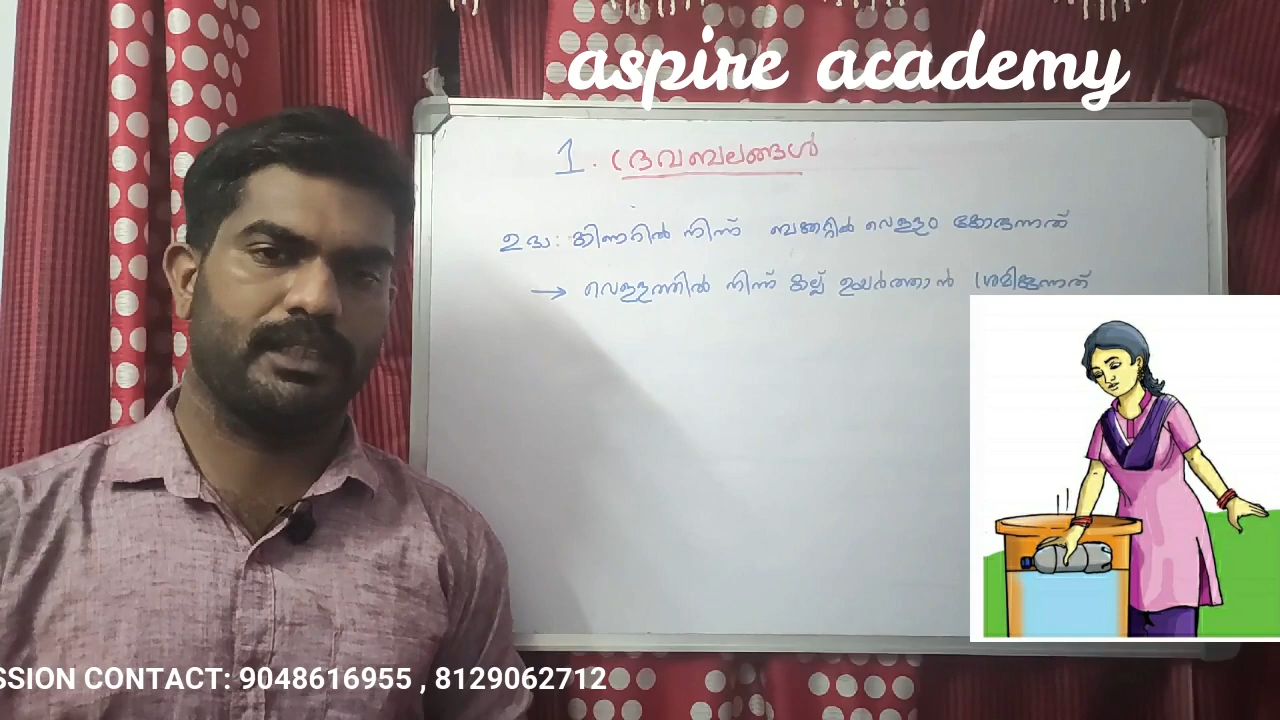 aspire academy
1. ദ്രവബലങ്ങൾ
ഉദാ: കിണറിൽ നിന്ന് ബക്കറ്റിൽ വെള്ളം കോരുന്നത്
→ വെള്ളത്തിൽ നിന്ന് കല്ല് ഉയർത്താൻ ശ്രമിക്കുന്നത്
SSION CONTACT: 9048616955 , 8129062712